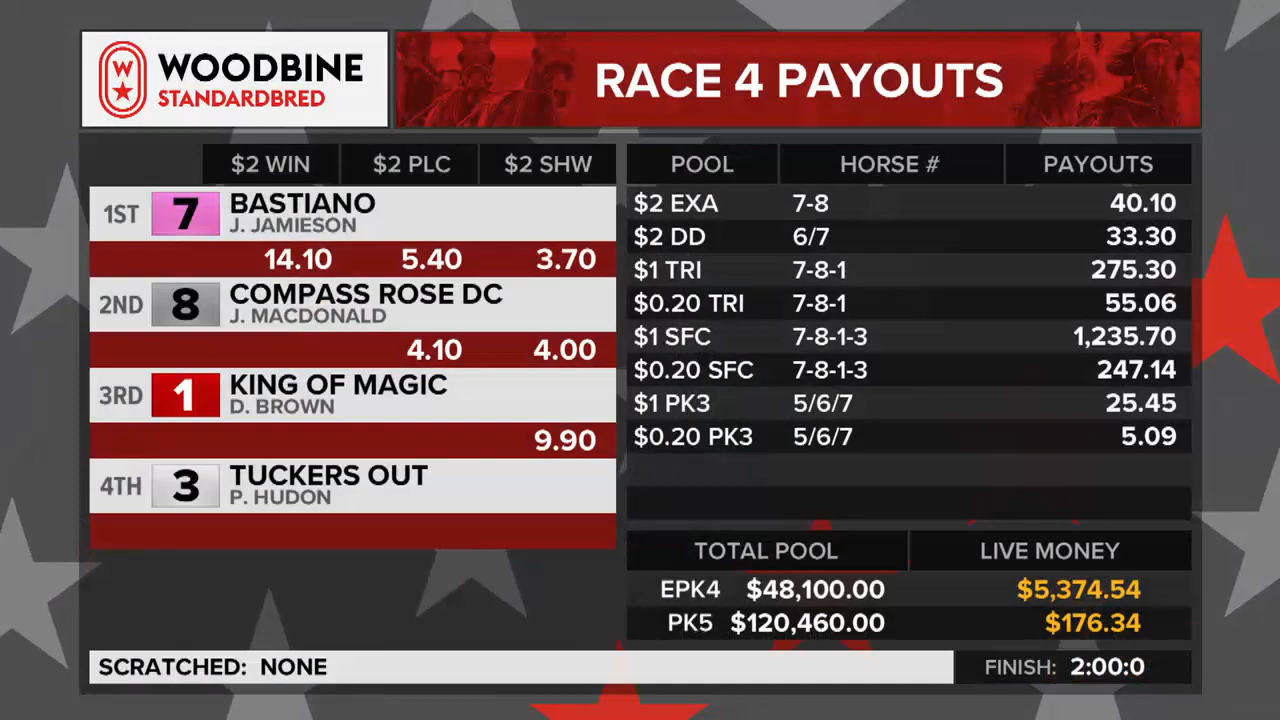 W
WOODBINE
STANDARDBRED
RACE 4 PAYOUTS
$2 WIN $2 PLC $2 SHW
1ST 7 BASTIANO
J. JAMIESON
14.10 5.40 3.70
2ND 8 COMPASS ROSE DC
J. MACDONALD
4.10 4.00
3RD 1 KING OF MAGIC
D. BROWN
9.90
4TH 3 TUCKERS OUT
P. HUDON
POOL HORSE # PAYOUTS
$2 EXA 7-8 40.10
$2 DD 6/7 33.30
$1 TRI 7-8-1 275.30
$0.20 TRI 7-8-1 55.06
$1 SFC 7-8-1-3 1,235.70
$0.20 SFC 7-8-1-3 247.14
$1 PK3 5/6/7 25.45
$0.20 PK3 5/6/7 5.09
TOTAL POOL LIVE MONEY
EPK4 $48,100.00 $5,374.54
PK5 $120,460.00 $176.34
SCRATCHED: NONE
FINISH: 2:00:0